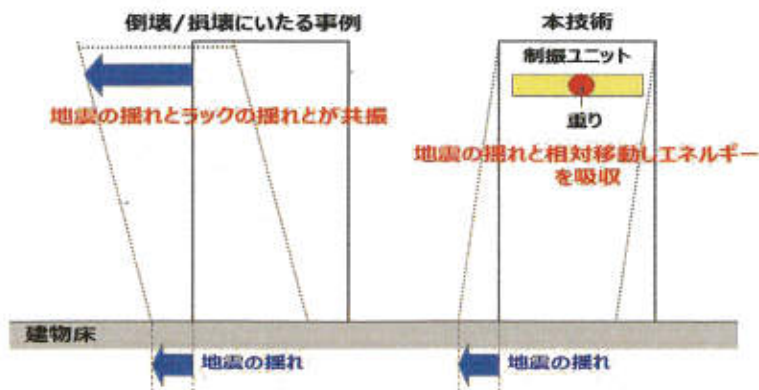 倒壊/損壊にいたる事例
本技術
制振ユニット
重り
地震の揺れとラックの揺れとが共振
地震の揺れと相対移動しエネルギー
を吸収
建物床
地震の揺れ
地震の揺れ